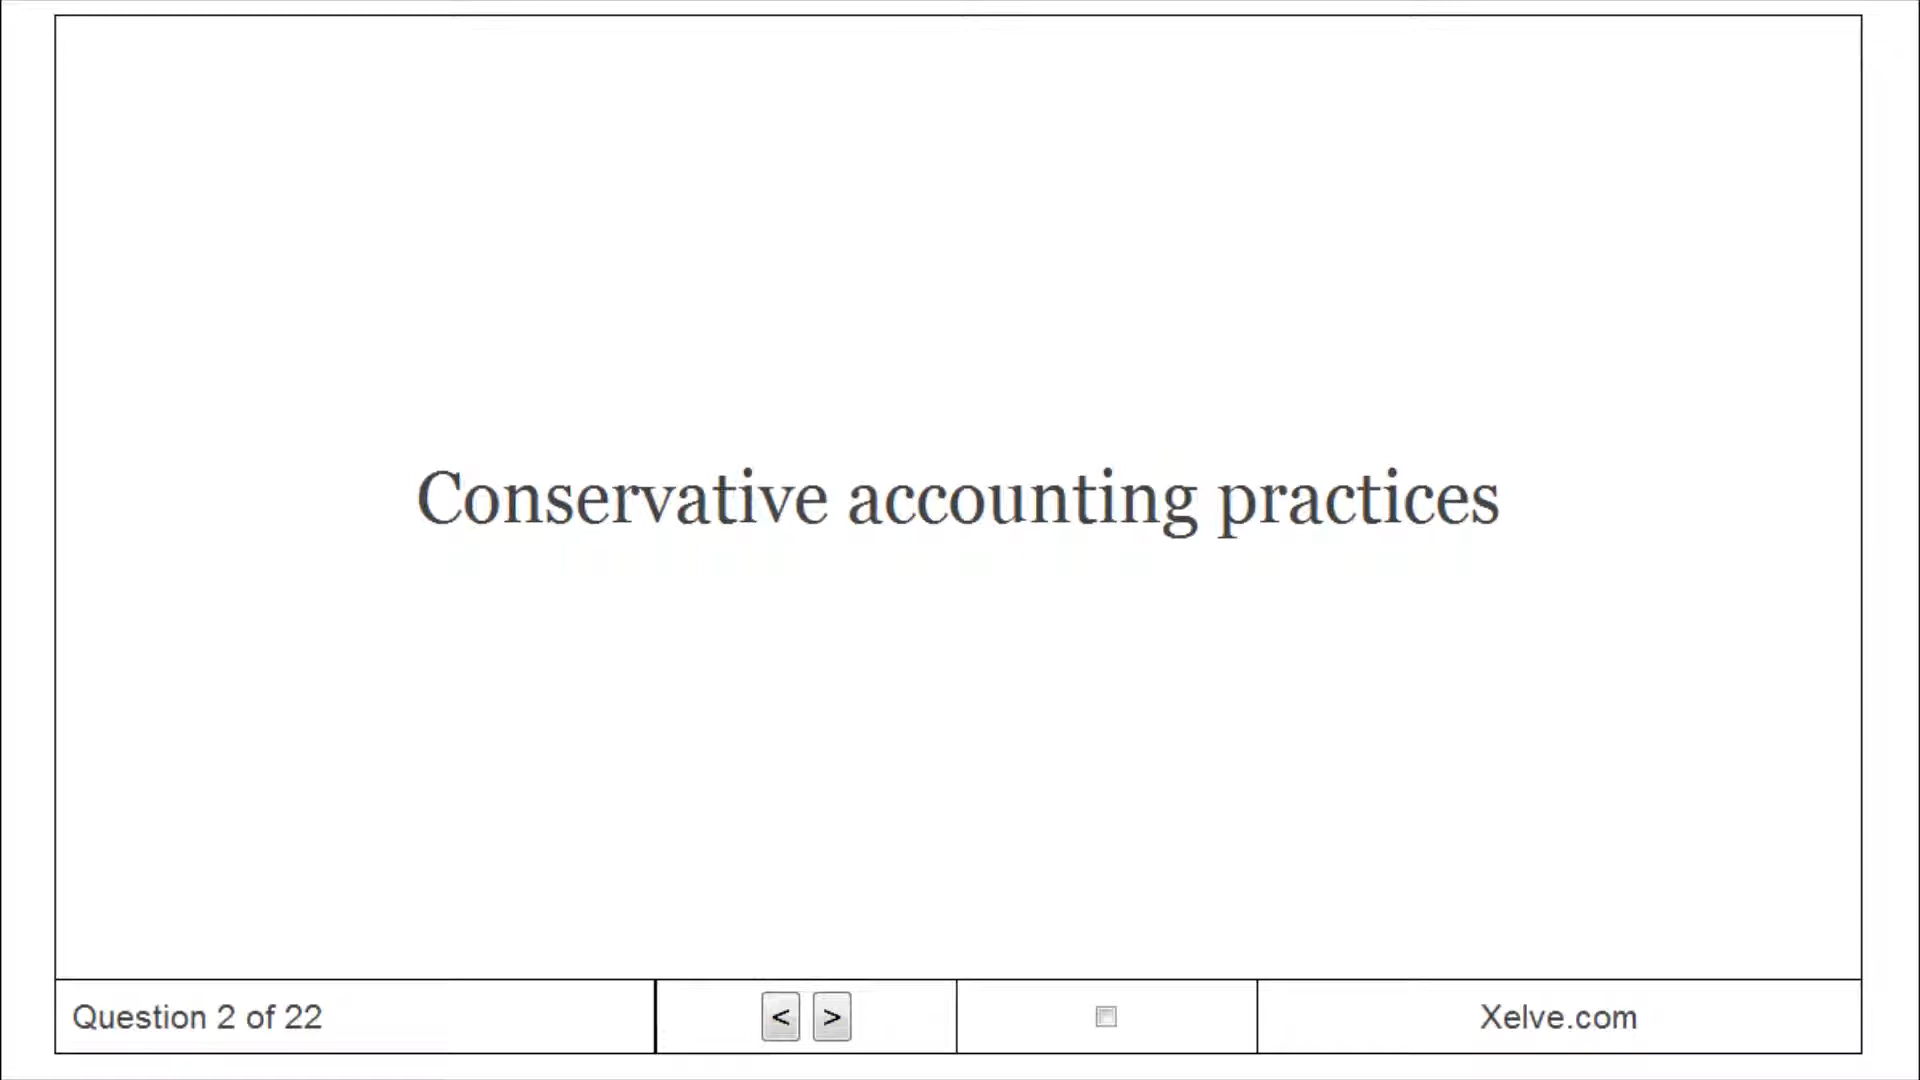 Conservative accounting practices
Question 2 of 22
<
>
Xelve.com